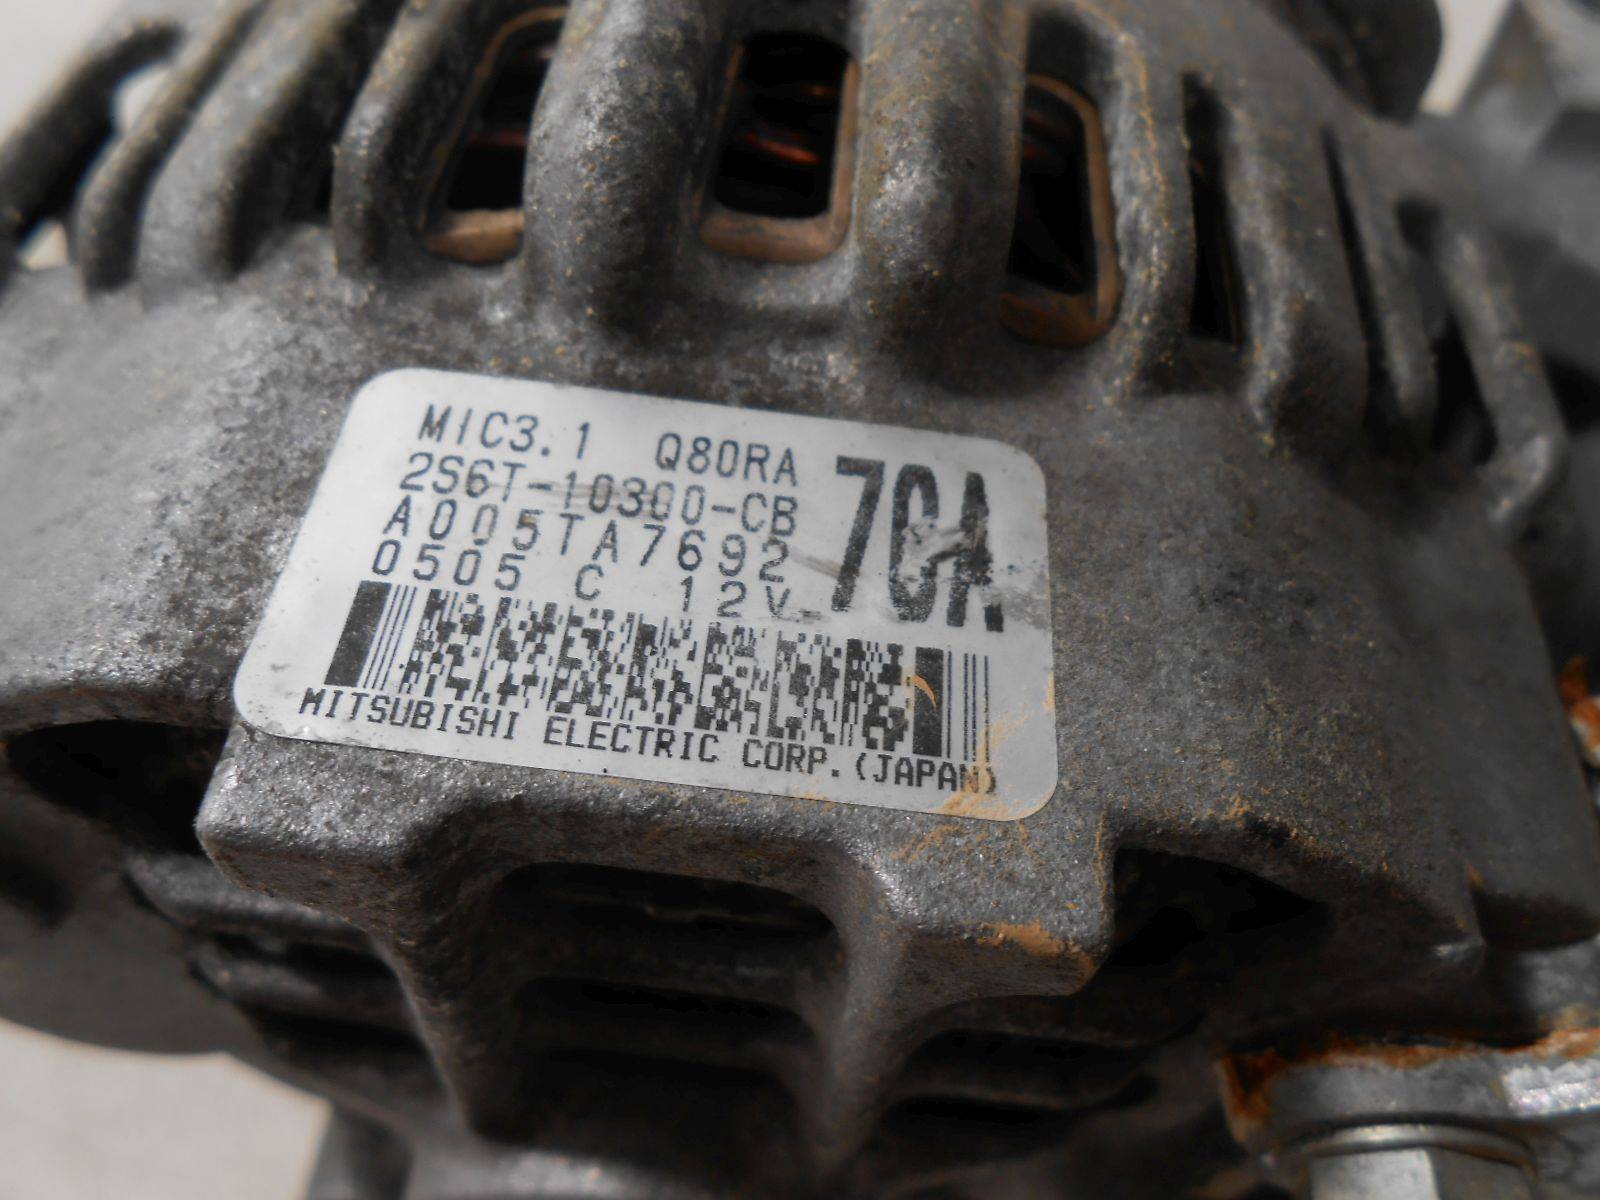 MIC3.1 Q80RA
2S6T-10300-CB
A005TA7692
0505 C 12V
7CA
MITSUBISHI ELECTRIC CORP.(JAPAN)